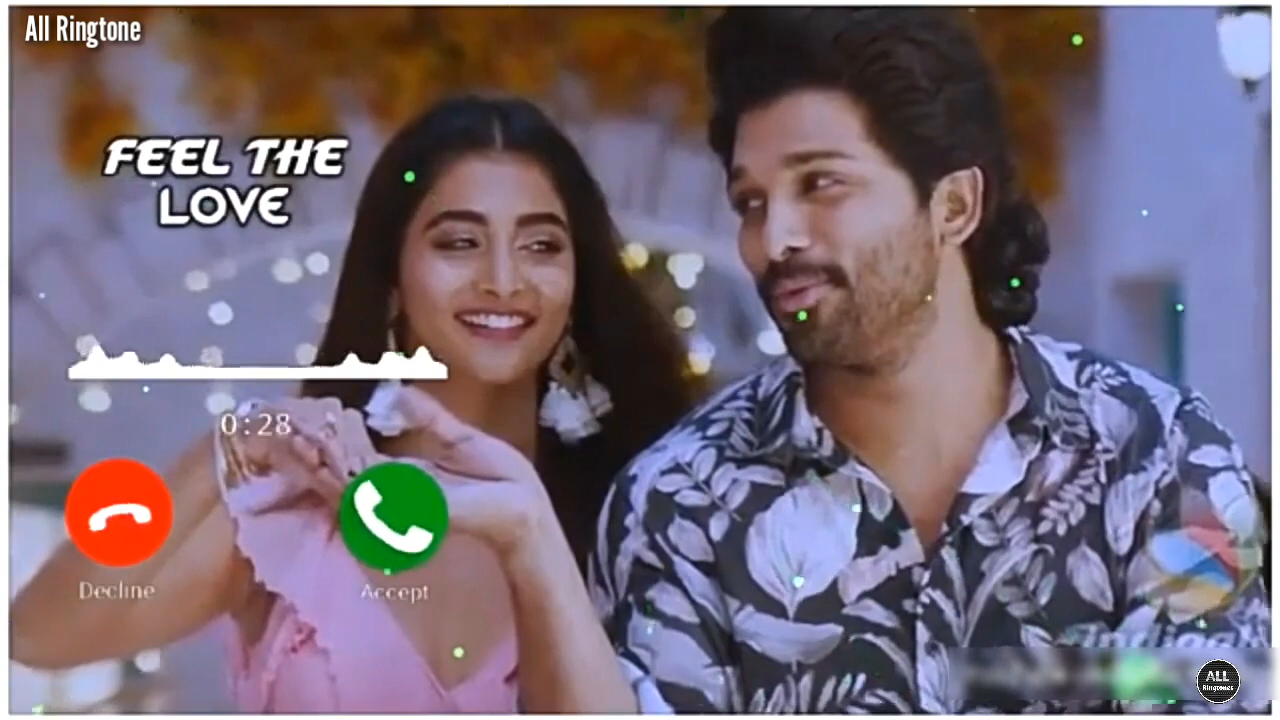 All Ringtone
FEEL THE
LOVE
0:28
Decline
Accept
ALL
Ringtones